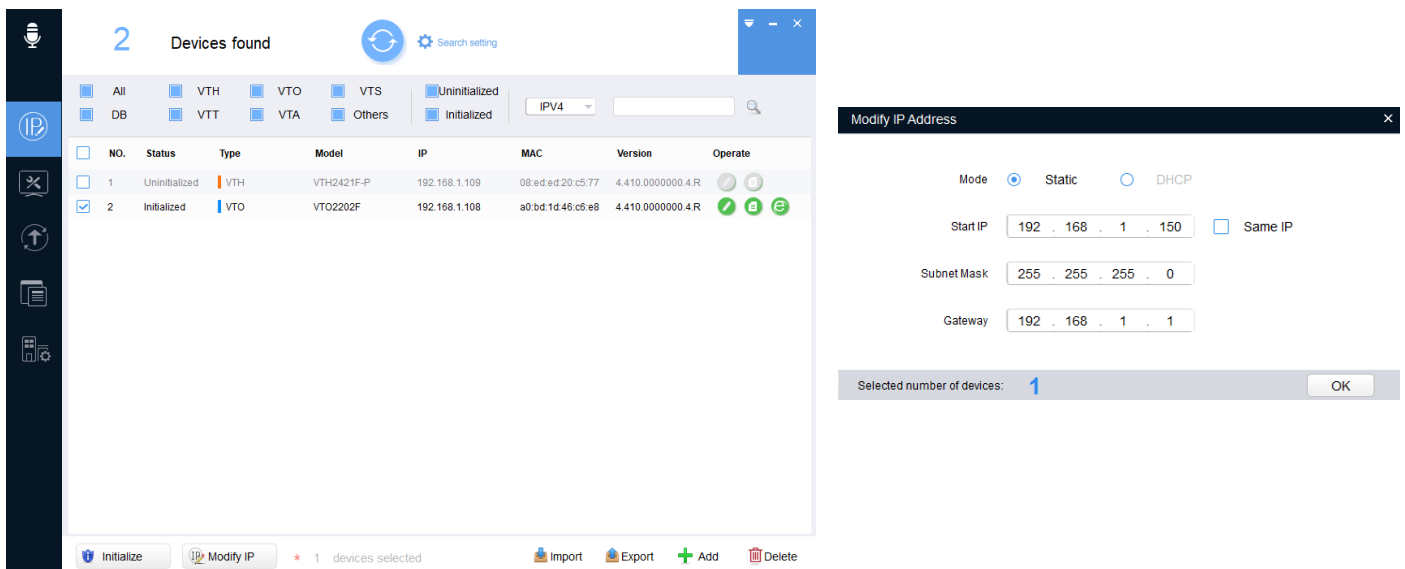 2 Devices found Search setting
All VTH VTO VTS Uninitialized
DB VTT VTA Others Initialized
IPV4
NO. Status Type Model IP MAC Version Operate
1 Uninitialized VTH VTH2421F-P 192.168.1.109 08:ed:ed:20:c5:77 4.410.0000000.4.R
2 Initialized VTO VTO2202F 192.168.1.108 a0:bd:1d:46:c6:e8 4.410.0000000.4.R
Initialize Modify IP * 1 devices selected Import Export Add Delete
Modify IP Address
Mode Static DHCP
Start IP 192 . 168 . 1 . 150 Same IP
Subnet Mask 255 . 255 . 255 . 0
Gateway 192 . 168 . 1 . 1
Selected number of devices: 1 OK